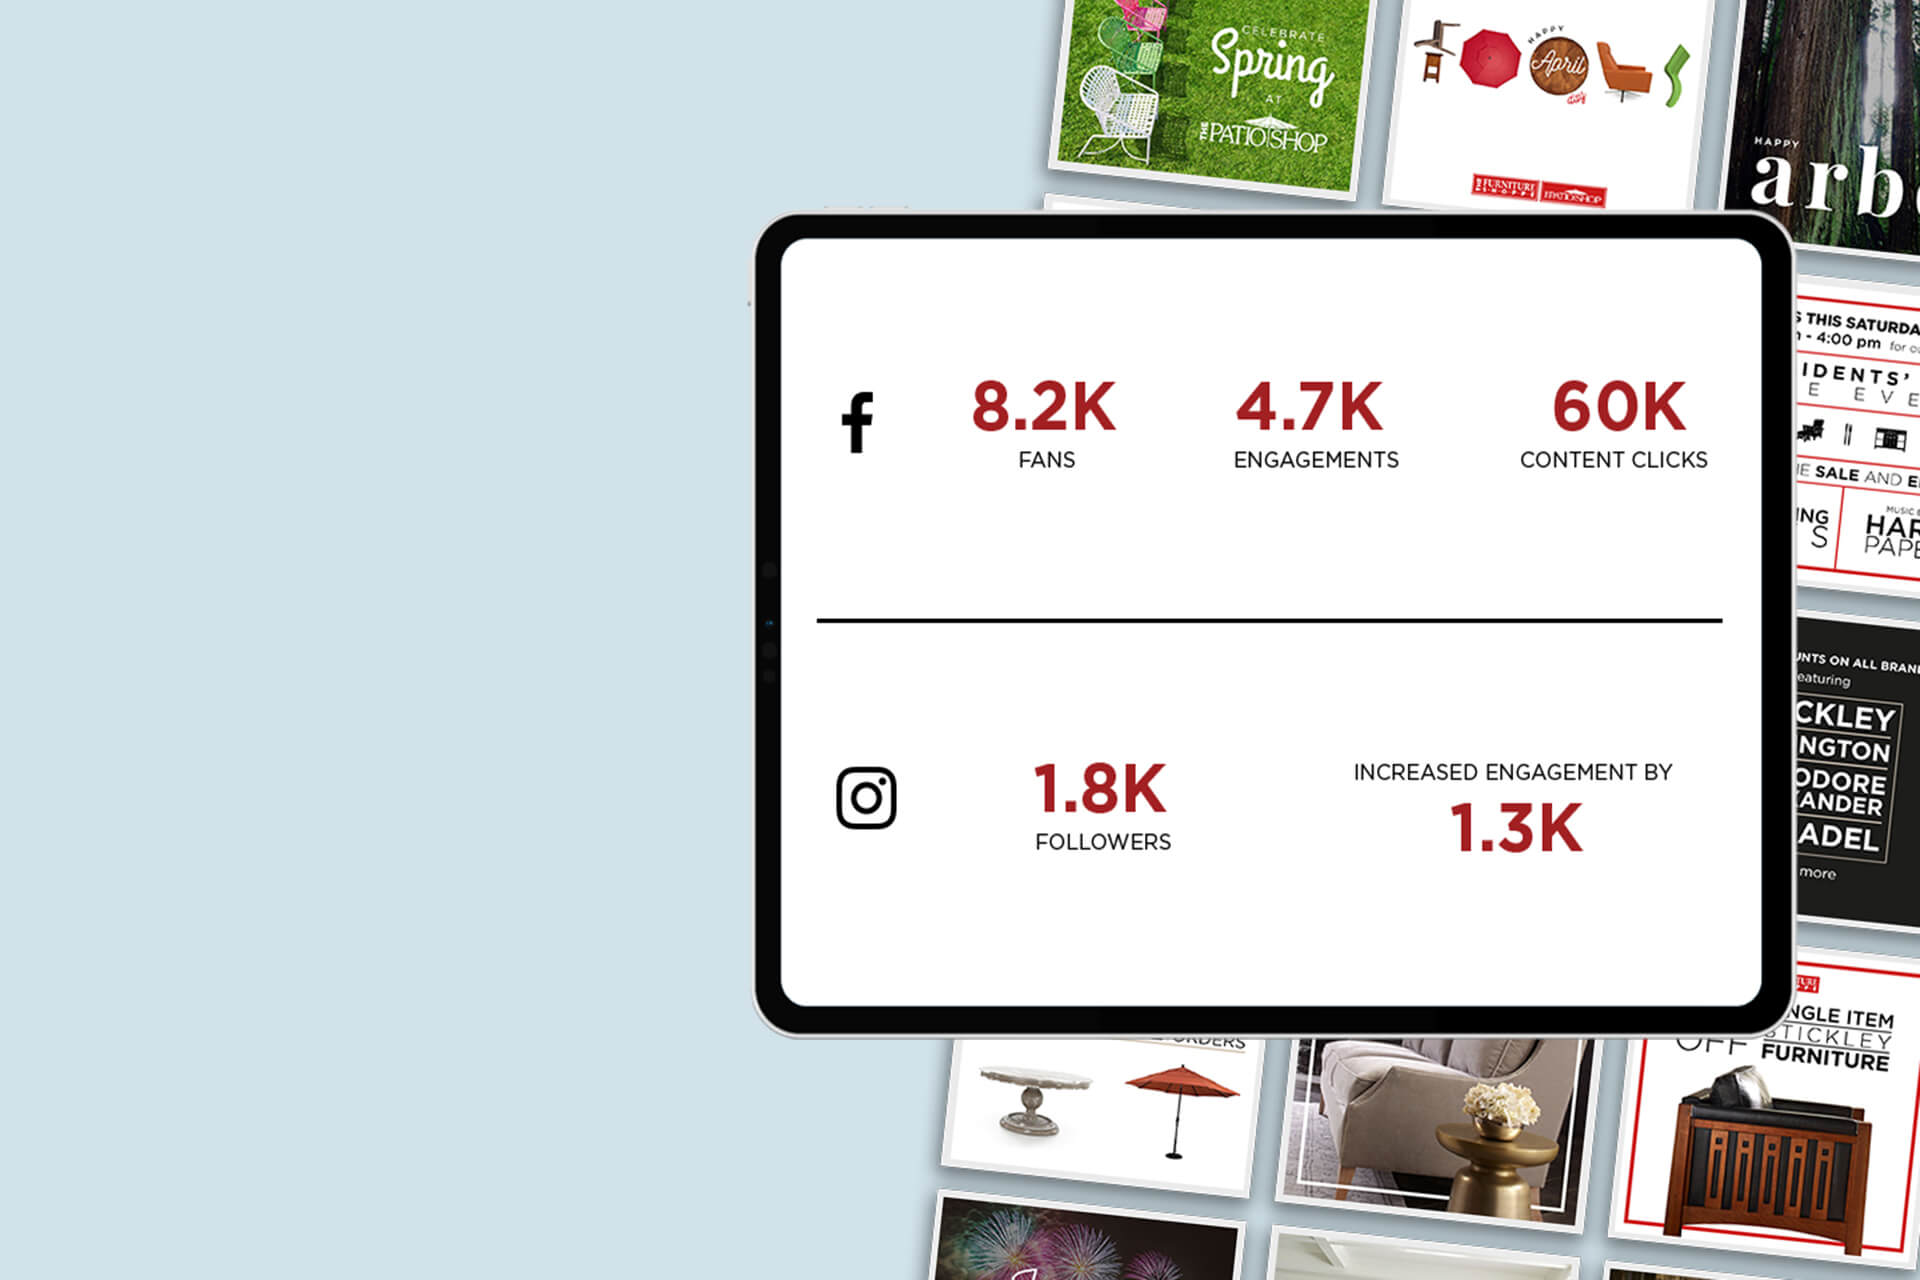 CELEBRATE
Spring
AT
THE PATIO SHOP
HAPPY
April
THE FURNITURE SHOPPE
THE PATIO SHOP
HAPPY
arb
THIS SATURDA
- 4:00 pm for
IDENTS'
E EVE
SALE AND E
ING
S
MUSIC
HAR
PAPE
8.2K
FANS
4.7K
ENGAGEMENTS
60K
CONTENT CLICKS
1.8K
FOLLOWERS
INCREASED ENGAGEMENT BY
1.3K
UNTS ON ALL BRAN
eaturing
CKLEY
NGTON
ODORE
XANDER
ADEL
more
ORDERS
NGLE ITEM
OFF
STICKLEY
FURNITURE